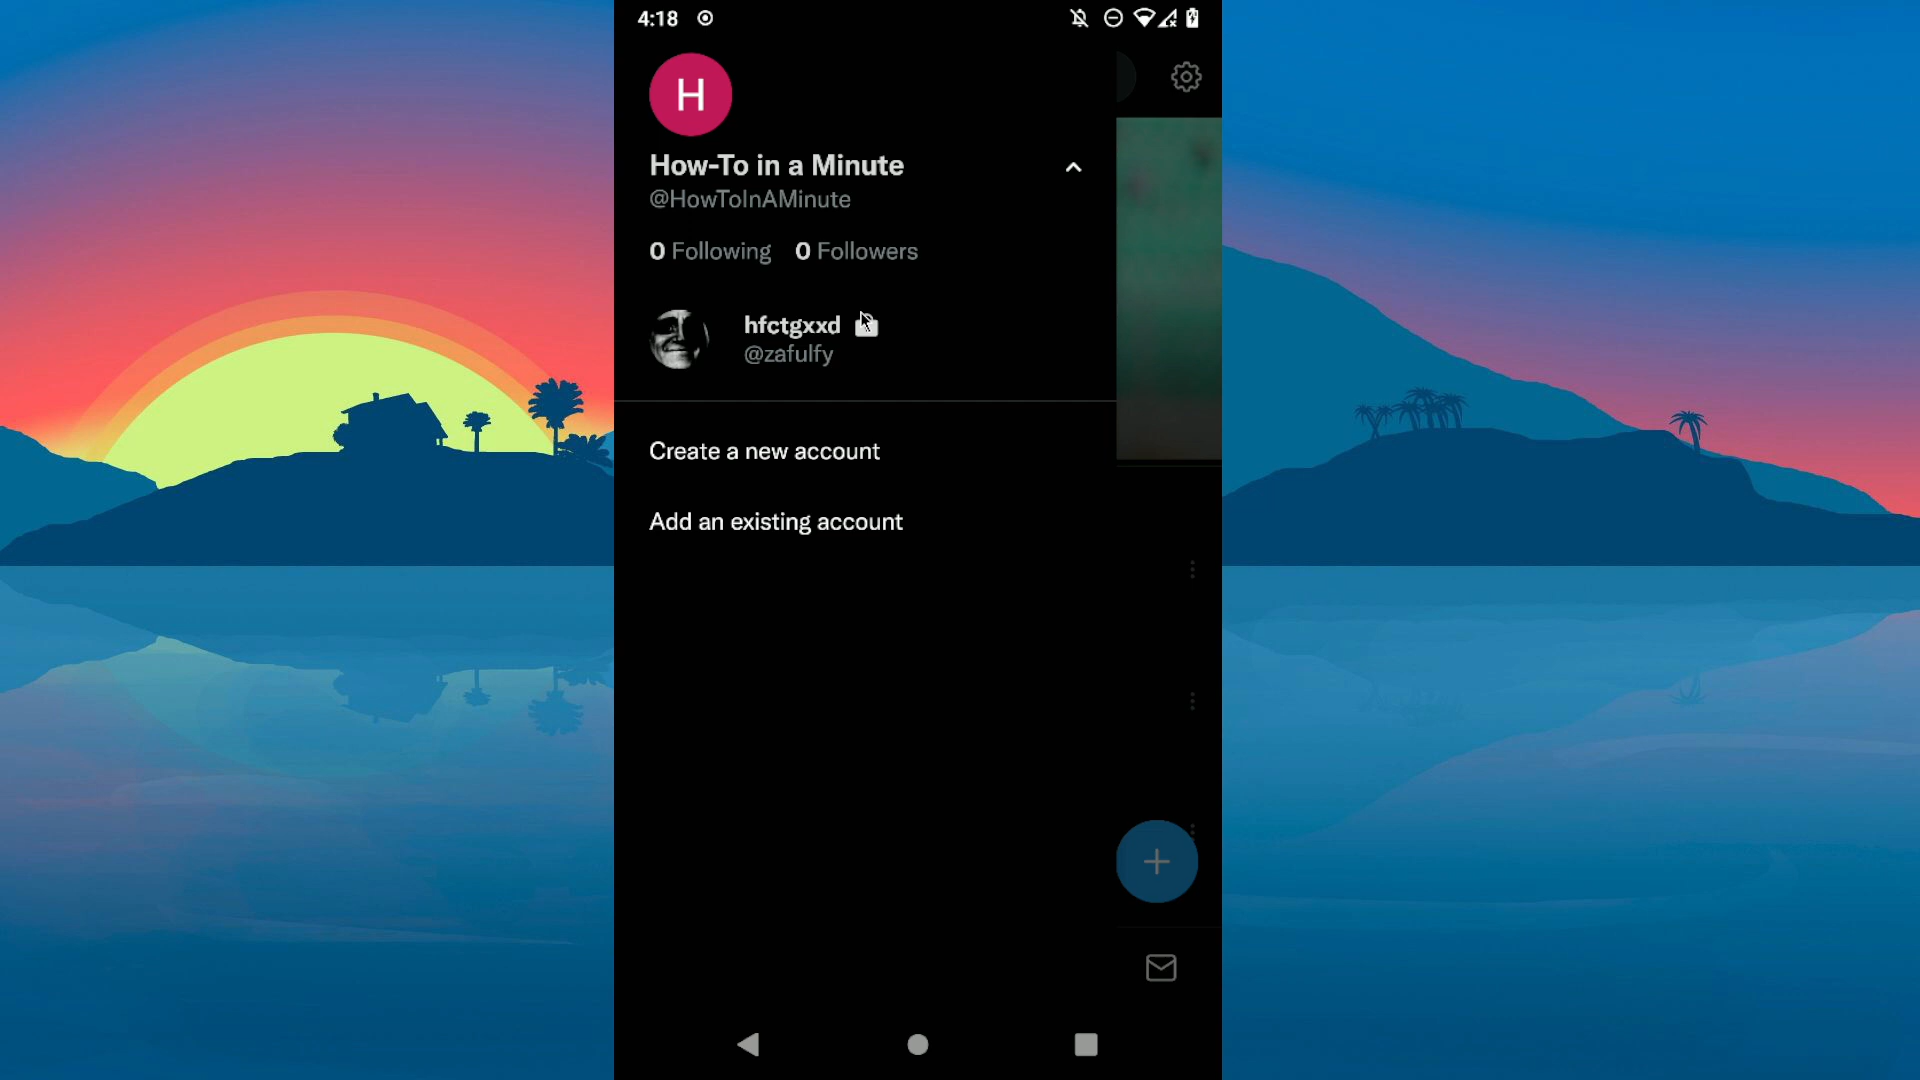 4:18
H
How-To in a Minute
@HowToInAMinute
0 Following 0 Followers
hfctgxxd
@zafulfy
Create a new account
Add an existing account